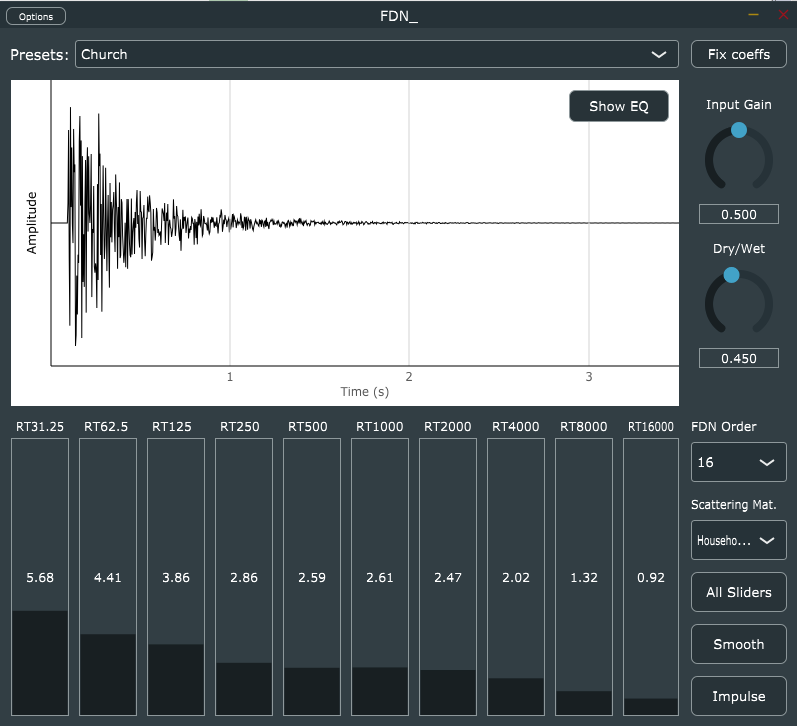 Options
FDN_
Presets: Church
Fix coeffs
Show EQ
Input Gain
0.500
Dry/Wet
0.450
Amplitude
1 2 3
Time (s)
RT31.25 RT62.5 RT125 RT250 RT500 RT1000 RT2000 RT4000 RT8000 RT16000
5.68 4.41 3.86 2.86 2.59 2.61 2.47 2.02 1.32 0.92
FDN Order
16
Scattering Mat.
Househo...
All Sliders
Smooth
Impulse